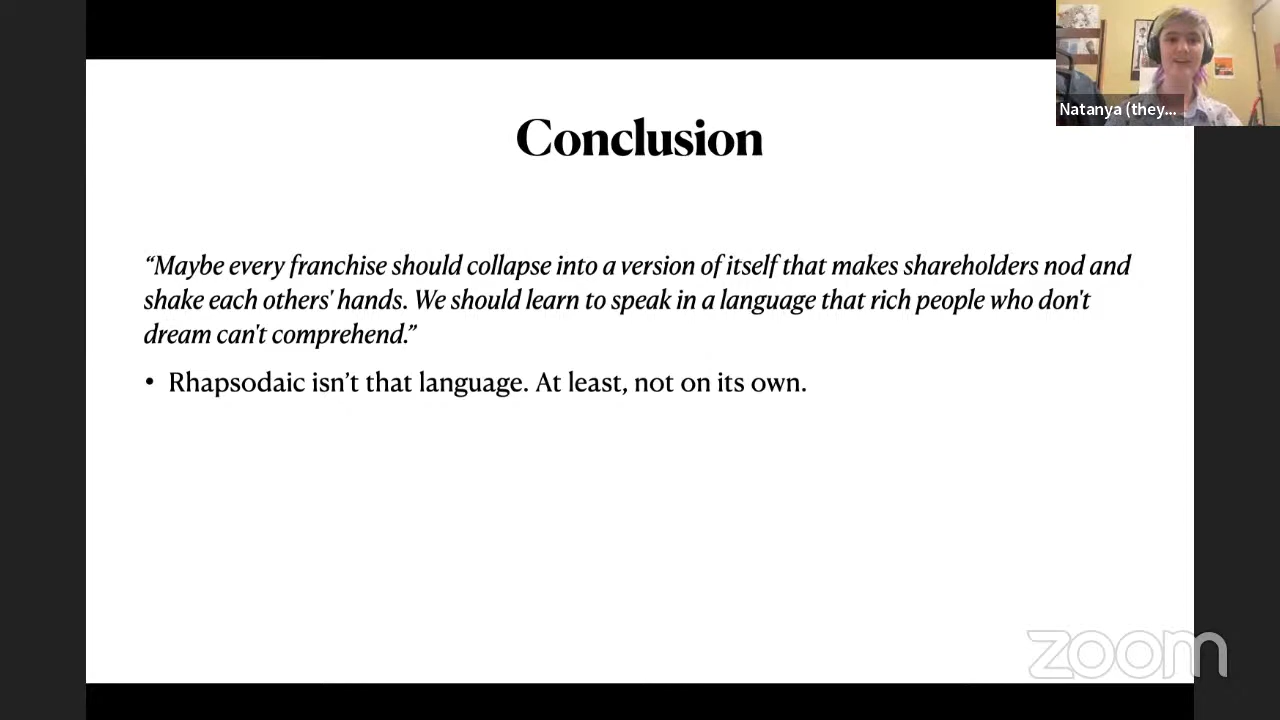 Natanya (they...
Conclusion
“Maybe every franchise should collapse into a version of itself that makes shareholders nod and
shake each others' hands. We should learn to speak in a language that rich people who don't
dream can't comprehend.”
• Rhapsodaic isn’t that language. At least, not on its own.
zoom